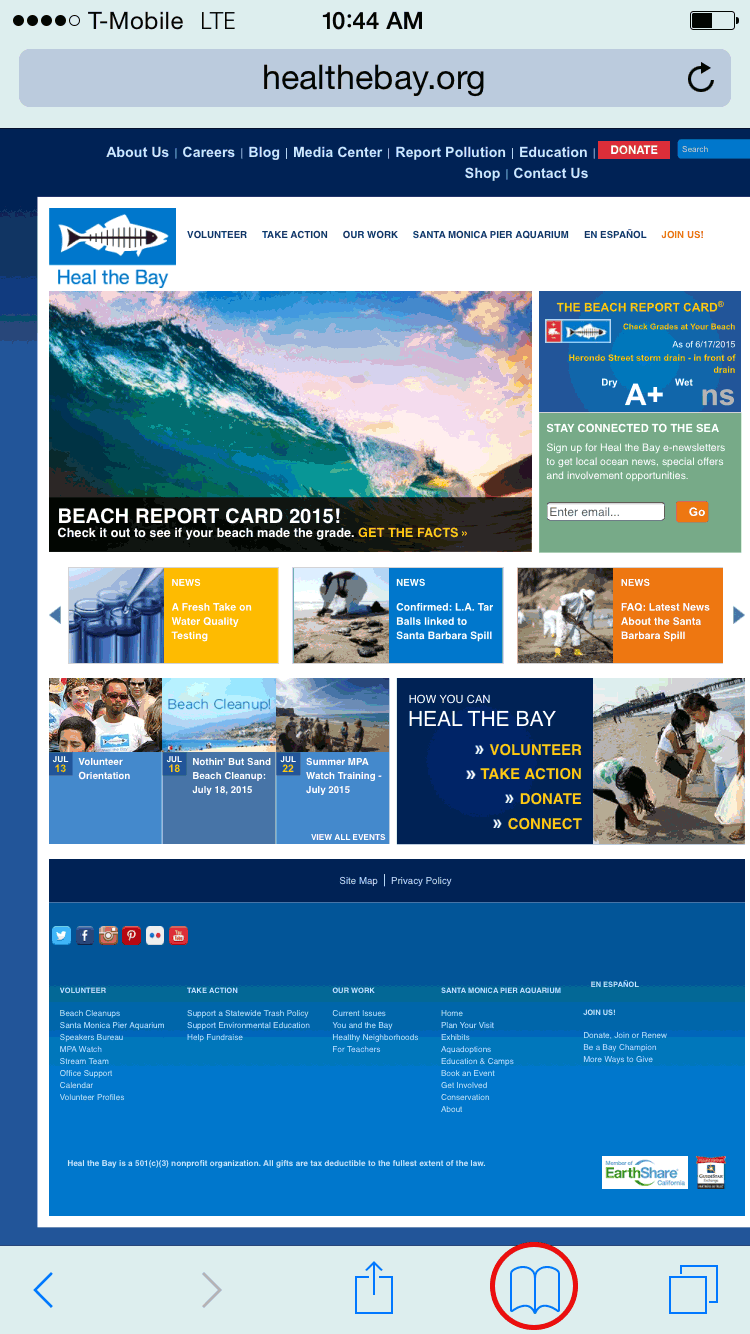 T-Mobile LTE 10:44 AM
healthebay.org
About Us | Careers | Blog | Media Center | Report Pollution | Education | DONATE Search
Shop | Contact Us
Heal the Bay
VOLUNTEER TAKE ACTION OUR WORK SANTA MONICA PIER AQUARIUM EN ESPAÑOL JOIN US!
BEACH REPORT CARD 2015!
Check it out to see if your beach made the grade. GET THE FACTS »
THE BEACH REPORT CARD®
Check Grades at Your Beach
As of 6/17/2015
Herondo Street storm drain - in front of
drain
Dry A+ Wet ns
STAY CONNECTED TO THE SEA
Sign up for Heal the Bay e-newsletters
to get local ocean news, special offers
and involvement opportunities.
Enter email... Go
NEWS
A Fresh Take on
Water Quality
Testing
NEWS
Confirmed: L.A. Tar
Balls linked to
Santa Barbara Spill
NEWS
FAQ: Latest News
About the Santa
Barbara Spill
JUL
13
Volunteer
Orientation
Beach Cleanup!
JUL
18
Nothin' But Sand
Beach Cleanup:
July 18, 2015
JUL
22
Summer MPA
Watch Training -
July 2015
VIEW ALL EVENTS
HOW YOU CAN
HEAL THE BAY
» VOLUNTEER
» TAKE ACTION
» DONATE
» CONNECT
Site Map | Privacy Policy
You
Tube
VOLUNTEER
Beach Cleanups
Santa Monica Pier Aquarium
Speakers Bureau
MPA Watch
Stream Team
Office Support
Calendar
Volunteer Profiles
TAKE ACTION
Support a Statewide Trash Policy
Support Environmental Education
Help Fundraise
OUR WORK
Current Issues
You and the Bay
Healthy Neighborhoods
For Teachers
SANTA MONICA PIER AQUARIUM
Home
Plan Your Visit
Exhibits
Aquadoptions
Education & Camps
Book an Event
Get Involved
Conservation
About
EN ESPAÑOL
JOIN US!
Donate, Join or Renew
Be a Bay Champion
More Ways to Give
Heal the Bay is a 501(c)(3) nonprofit organization. All gifts are tax deductible to the fullest extent of the law.
Member of
EarthShare
California
GUIDESTAR
Exchange